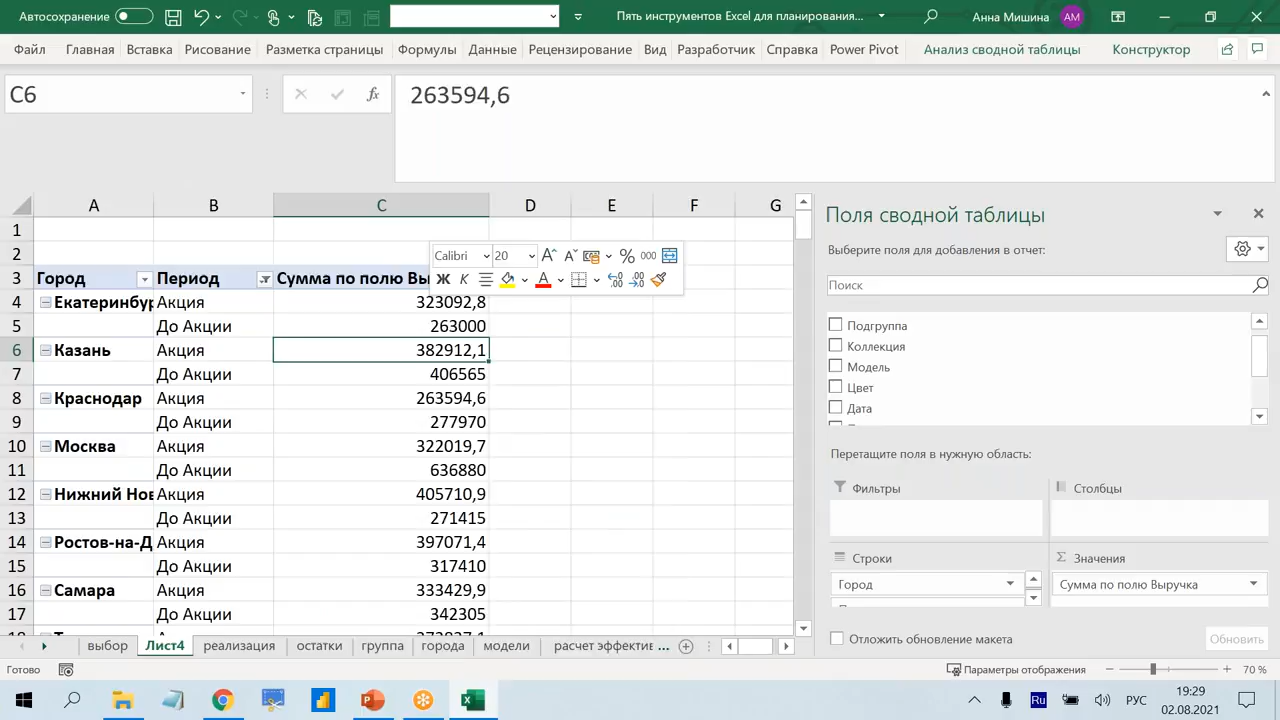 Автосохранение
Пять инструментов Excel для планирования...
Анна Мишина
АМ
Файл Главная Вставка Рисование Разметка страницы Формулы Данные Рецензирование Вид Разработчик Справка Power Pivot Анализ сводной таблицы Конструктор
C6
fx
263594,6
A B C D E F G
1
2
Calibri 20
% 000
Ж К
3 Город Период Сумма по полю Вы
4 Екатеринбур Акция 323092,8
5 До Акции 263000
6 Казань Акция 382912,1
7 До Акции 406565
8 Краснодар Акция 263594,6
9 До Акции 277970
10 Москва Акция 322019,7
11 До Акции 636880
12 Нижний Нов Акция 405710,9
13 До Акции 271415
14 Ростов-на-Д Акция 397071,4
15 До Акции 317410
16 Самара Акция 333429,9
17 До Акции 342305
Поля сводной таблицы
Выберите поля для добавления в отчет:
Поиск
Подгруппа
Коллекция
Модель
Цвет
Дата
Перетащите поля в нужную область:
Фильтры
Столбцы
Строки
Значения
Город
Сумма по полю Выручка
Отложить обновление макета
Обновить
выбор Лист4 реализация остатки группа города модели расчет эффектив ...
Готово
Параметры отображения
70 %
Ru
РУС
19:29
02.08.2021